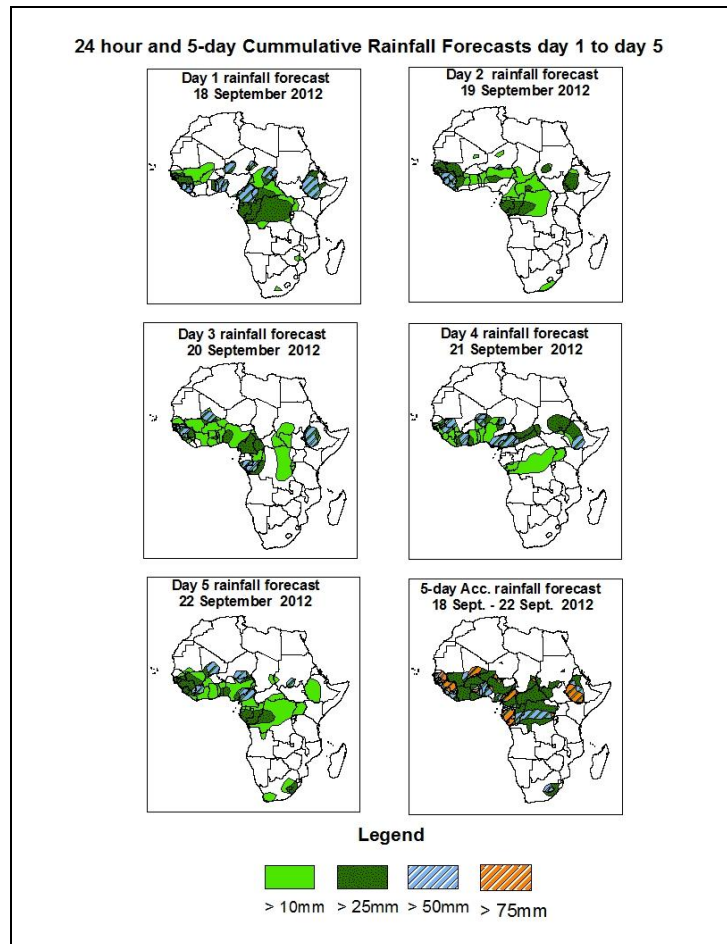 24 hour and 5-day Cummulative Rainfall Forecasts day 1 to day 5
Day 1 rainfall forecast
18 September 2012
Day 2 rainfall forecast
19 September 2012
Day 3 rainfall forecast
20 September 2012
Day 4 rainfall forecast
21 September 2012
Day 5 rainfall forecast
22 September 2012
5-day Acc. rainfall forecast
18 Sept. - 22 Sept. 2012
Legend
> 10mm > 25mm > 50mm > 75mm